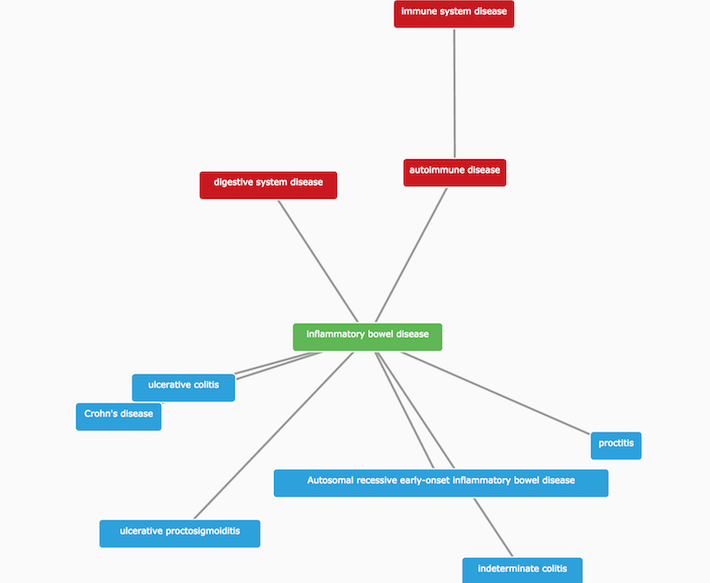 immune system disease
autoimmune disease
digestive system disease
inflammatory bowel disease
ulcerative colitis
Crohn's disease
proctitis
Autosomal recessive early-onset inflammatory bowel disease
ulcerative proctosigmoiditis
indeterminate colitis